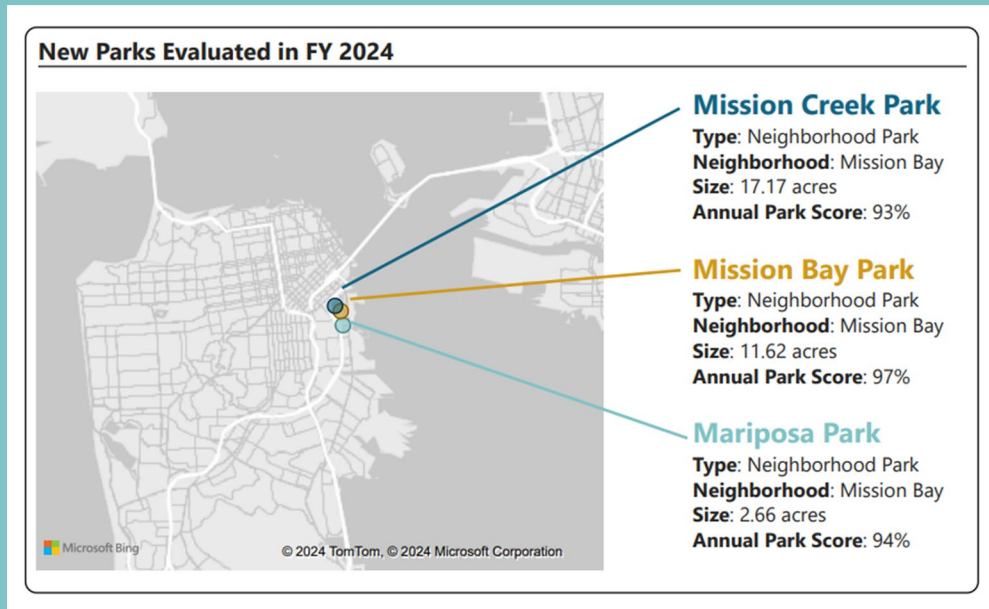 New Parks Evaluated in FY 2024
Mission Creek Park
Type: Neighborhood Park
Neighborhood: Mission Bay
Size: 17.17 acres
Annual Park Score: 93%
Mission Bay Park
Type: Neighborhood Park
Neighborhood: Mission Bay
Size: 11.62 acres
Annual Park Score: 97%
Mariposa Park
Type: Neighborhood Park
Neighborhood: Mission Bay
Size: 2.66 acres
Annual Park Score: 94%
Microsoft Bing
© 2024 TomTom, © 2024 Microsoft Corporation